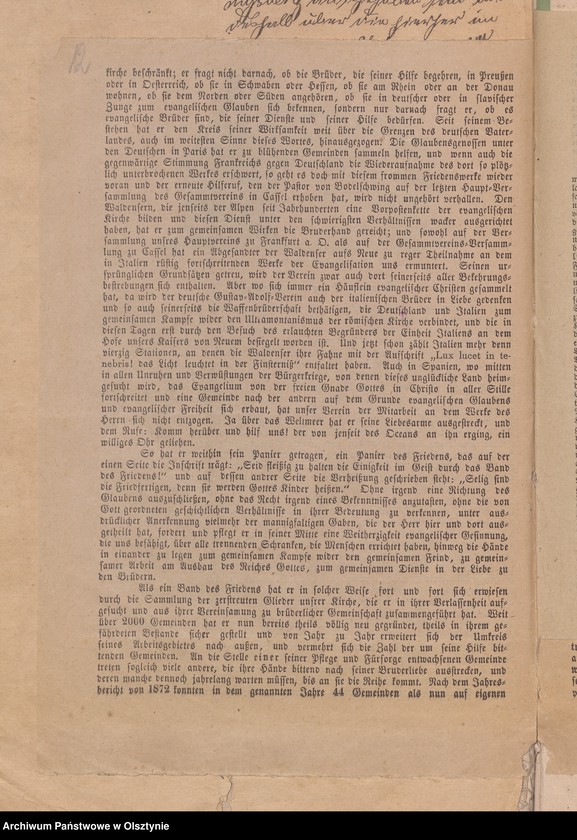 deshalb über die hierher im
12
kirche beschränkt; er fragt nicht darnach, ob die Brüder, die seiner Hilfe begehren, in Preußen
oder in Oesterreich, ob sie in Schwaben oder Hessen, ob sie am Rhein oder an der Donau
wohnen, ob sie dem Norden oder Süden angehören, ob sie in deutscher oder in slavischer
Zunge zum evangelischen Glauben sich bekennen, sondern nur darnach fragt er, ob es
evangelische Brüder sind, die seiner Dienste und seiner Hilfe bedürfen. Seit seinem Be-
stehen hat er den Kreis seiner Wirksamkeit weit über die Grenzen des deutschen Vater-
landes, auch im weitesten Sinne dieses Wortes, hinausgezogen. Die Glaubensgenossen unter
den Deutschen in Paris hat er zu blühenden Gemeinden sammeln helfen, und wenn auch die
gegenwärtige Stimmung Frankreichs gegen Deutschland die Wiederaufnahme des dort so plötz-
lich unterbrochenen Werkes erschwert, so geht es doch mit diesem frommen Friedenswerke wieder
voran und der erneute Hilferuf, den der Pastor von Bodelschwing auf der letzten Haupt-Ver-
sammlung des Gesammtvereins in Cassel erhoben hat, wird nicht ungehört verhallen. Den
Waldensern, die jenseits der Alpen seit Jahrhunderten eine Vorpostenkette der evangelischen
Kirche bilden und diesen Dienst unter den schwierigsten Verhältnissen wacker ausgerichtet
haben, hat er zum gemeinsamen Wirken die Bruderhand gereicht; und sowohl auf der Ver-
sammlung unsres Hauptvereins zu Frankfurt a. O. als auf der Gesammtvereins-Versamm-
lung zu Cassel hat ein Abgesandter der Waldenser aufs Neue zu reger Theilnahme an dem
in Italien rüstig fortschreitenden Werke der Evangelisation uns ermuntert. Seinen ur-
sprünglichen Grundsätzen getreu, wird der Verein zwar auch dort seinerseits aller Bekehrungs-
bestrebungen sich enthalten. Aber wo sich immer ein Häuflein evangelischer Christen gesammelt
hat, da wird der deutsche Gustav-Adolf-Verein auch der italienischen Brüder in Liebe gedenken
und so auch seinerseits die Waffenbrüderschaft bethätigen, die Deutschland und Italien zum
gemeinsamen Kampfe wider den Ultramontanismus der römischen Kirche verbindet, und die in
diesen Tagen erst durch den Besuch des erlauchten Begründers der Einheit Italiens an dem
Hofe unsers Kaisers von Neuem besiegelt worden ist. Und jetzt schon zählt Italien mehr denn
vierzig Stationen, an denen die Waldenser ihre Fahne mit der Aufschrift „Lux lucet in te-
nebris! das Licht leuchtet in der Finsterniß“ entfaltet haben. Auch in Spanien, wo mitten
in allen Unruhen und Verwüstungen der Bürgerkriege, von denen dieses unglückliche Land heim-
gesucht wird, das Evangelium von der freien Gnade Gottes in Christo in aller Stille
fortschreitet und eine Gemeinde nach der andern auf dem Grunde evangelischen Glaubens
und evangelischer Freiheit sich erbaut, hat unser Verein der Mitarbeit an dem Werke des
Herrn sich nicht entzogen. Ja über das Weltmeer hat er seine Liebesarme ausgestreckt, und
dem Rufe: Komm herüber und hilf uns! der von jenseit des Oceans an ihn erging, ein
williges Ohr geliehen.
So hat er weithin sein Panier getragen, ein Panier des Friedens, das auf der
einen Seite die Inschrift trägt: „Seid fleißig zu halten die Einigkeit im Geist durch das Band
des Friedens!“ und auf dessen andrer Seite die Verheißung geschrieben steht: „Selig sind
die Friedfertigen, denn sie werden Gottes Kinder heißen.“ Ohne irgend eine Richtung des
Glaubens auszuschließen, ohne das Recht irgend eines Bekenntnisses anzutasten, ohne die von
Gott geordneten geschichtlichen Verhältnisse in ihrer Bedeutung zu verkennen, unter aus-
drücklicher Anerkennung vielmehr der mannigfaltigen Gaben, die der Herr hier und dort aus-
getheilt hat, fordert und pflegt er in seiner Mitte eine Weitherzigkeit evangelischer Gesinnung,
die uns befähigt, über alle trennenden Schranken, die Menschen errichtet haben, hinweg die Hände
in einander zu legen zum gemeinsamen Kampfe wider den gemeinsamen Feind, zu gemein-
samer Arbeit am Ausbau des Reiches Gottes, zum gemeinsamen Dienste in der Liebe zu
den Brüdern.
Als ein Band des Friedens hat er in solcher Weise fort und fort sich erwiesen
durch die Sammlung der zerstreuten Glieder unsrer Kirche, die er in ihrer Verlassenheit auf-
gesucht und aus ihrer Vereinsamung zu brüderlicher Gemeinschaft zusammengeführt hat. Weit
über 2000 Gemeinden hat er nun bereits theils völlig neu gegründet, theils in ihrem ge-
fährdeten Bestande sicher gestellt und von Jahr zu Jahr erweitert sich der Umkreis
seines Arbeitsgebietes nach außen, und vermehrt sich die Zahl der um seine Hilfe bit-
tenden Gemeinden. An die Stelle einer seiner Pflege und Fürsorge entwachsenen Gemeinde
treten sogleich viele andre, die ihre Hände bittend nach seiner Bruderliebe ausstrecken, und
deren manche dennoch jahrelang warten müssen, bis an sie die Reihe kommt. Nach dem Jahres-
bericht von 1872 konnten in dem genannten Jahre 44 Gemeinden als nun auf eigenen
Archiwum Państwowe w Olsztynie